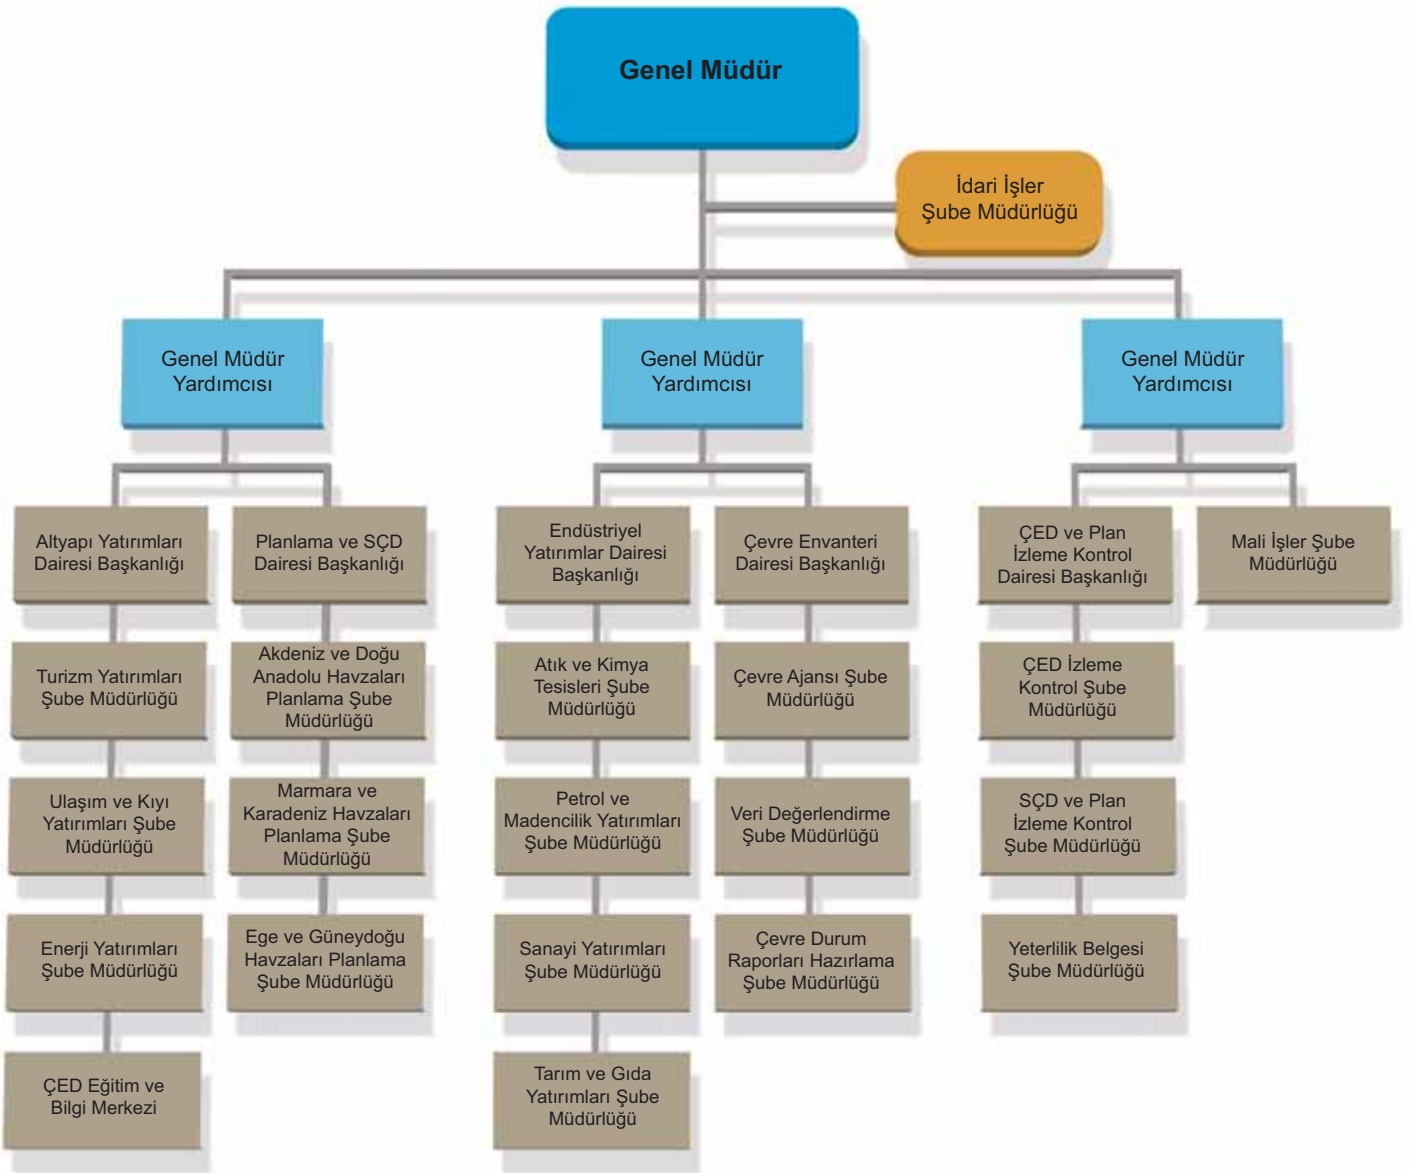 Genel Müdür
İdari İşler
Şube Müdürlüğü
Genel Müdür
Yardımcısı
Genel Müdür
Yardımcısı
Genel Müdür
Yardımcısı
Altyapı Yatırımları
Dairesi Başkanlığı
Planlama ve SÇD
Dairesi Başkanlığı
Endüstriyel
Yatırımlar Dairesi
Başkanlığı
Çevre Envanteri
Dairesi Başkanlığı
ÇED ve Plan
İzleme Kontrol
Dairesi Başkanlığı
Mali İşler Şube
Müdürlüğü
Turizm Yatırımları
Şube Müdürlüğü
Akdeniz ve Doğu
Anadolu Havzaları
Planlama Şube
Müdürlüğü
Atık ve Kimya
Tesisleri Şube
Müdürlüğü
Çevre Ajansı Şube
Müdürlüğü
ÇED İzleme
Kontrol Şube
Müdürlüğü
Ulaşım ve Kıyı
Yatırımları Şube
Müdürlüğü
Marmara ve
Karadeniz Havzaları
Planlama Şube
Müdürlüğü
Petrol ve
Madencilik Yatırımları
Şube Müdürlüğü
Veri Değerlendirme
Şube Müdürlüğü
SÇD ve Plan
İzleme Kontrol
Şube Müdürlüğü
Enerji Yatırımları
Şube Müdürlüğü
Ege ve Güneydoğu
Havzaları Planlama
Şube Müdürlüğü
Sanayi Yatırımları
Şube Müdürlüğü
Çevre Durum
Raporları Hazırlama
Şube Müdürlüğü
Yeterlilik Belgesi
Şube Müdürlüğü
ÇED Eğitim ve
Bilgi Merkezi
Tarım ve Gıda
Yatırımları Şube
Müdürlüğü